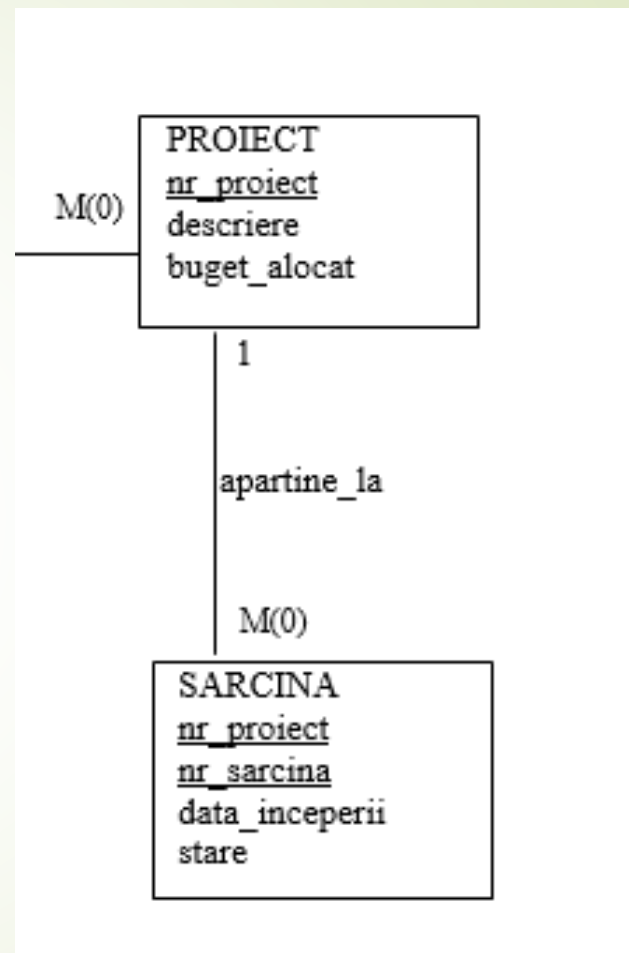 PROIECT
nr_proiect
M(0)
descriere
buget_alocat
1
apartine_la
M(0)
SARCINA
nr_proiect
nr_sarcina
data_inceperii
stare